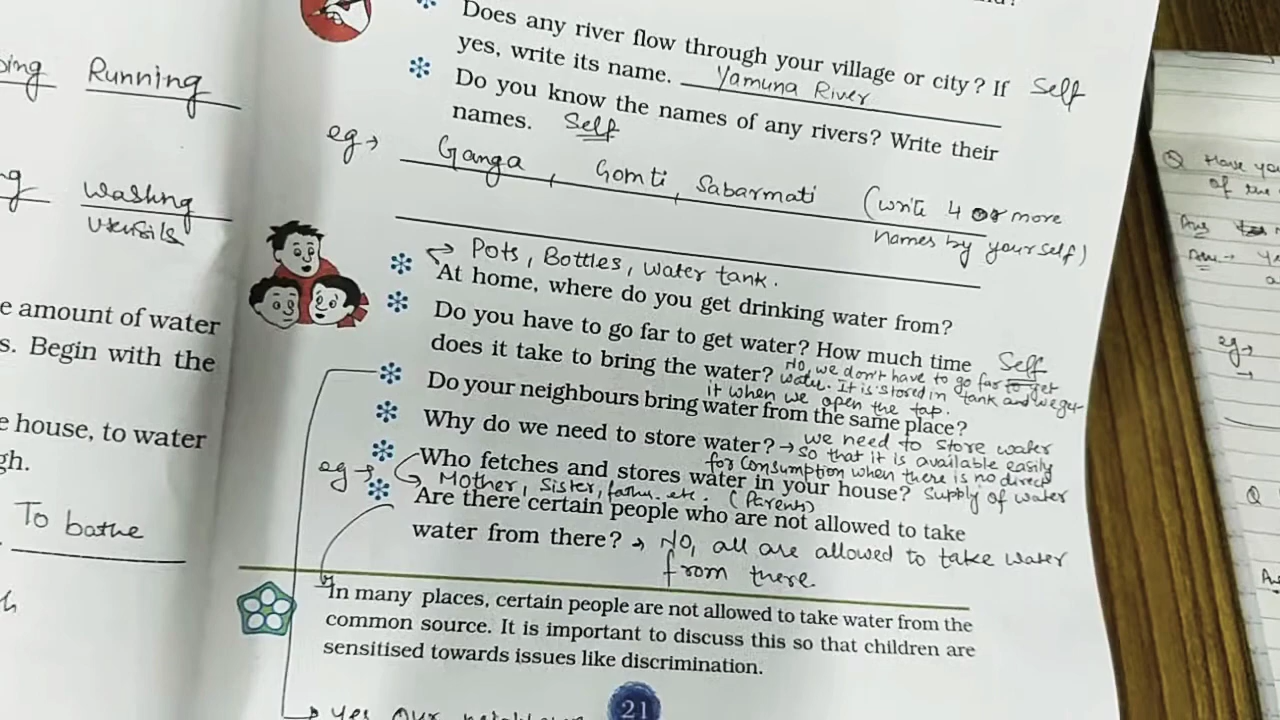 Does any river flow through your village or city? If Self
yes, write its name. Yamuna River
Do you know the names of any rivers? Write their
names. Self
eg → Ganga, Gomti, Sabarmati (write 4 or more
names by yourself)
Pots, Bottles, Water tank.
At home, where do you get drinking water from?
Do you have to go far to get water? How much time Self
does it take to bring the water? No, we don't have to go far to get
water. It is stored in tank and we get
it when we open the tap.
Do your neighbours bring water from the same place?
Why do we need to store water? → we need to store water
so that it is available easily
for consumption when there is no direct
supply of water
Who fetches and stores water in your house?
eg → Mother, Sister, etc. (Parents)
Are there certain people who are not allowed to take
water from there? → No, all are allowed to take water
from there.
In many places, certain people are not allowed to take water from the
common source. It is important to discuss this so that children are
sensitised towards issues like discrimination.
21
→ Yes our
Running
Washng
Utensils
e amount of water
s. Begin with the
e house, to water
gh.
To bathe
Q Have
of
Ans
eg →
Q